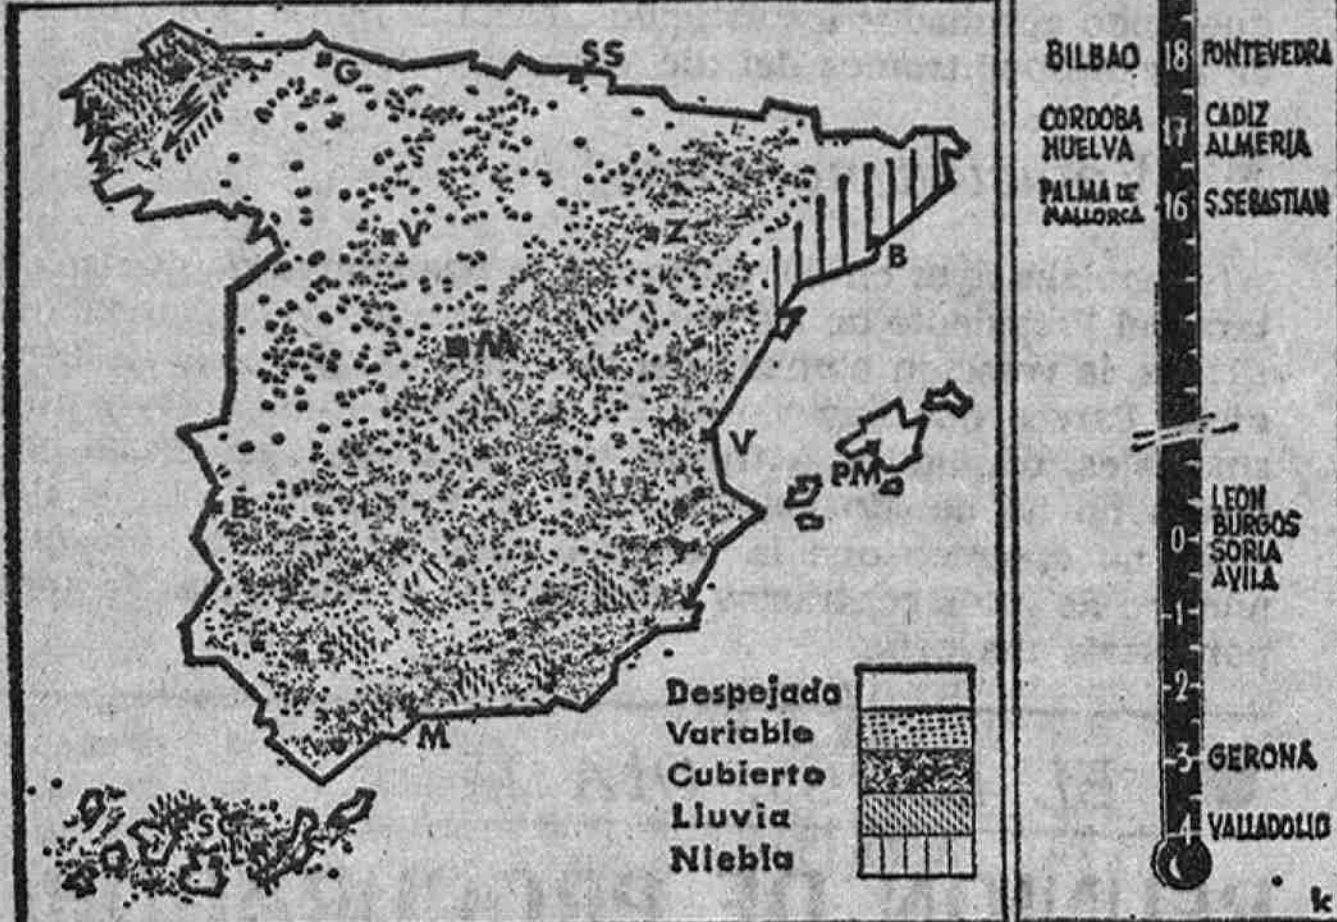 G
SS
V
Z
B
M
V
PM
B
S
M
SC
Despejado
Variable
Cubierto
Lluvia
Niebla
BILBAO 18 PONTEVEDRA
CORDOBA
HUELVA
17
CADIZ
ALMERIA
PALMA DE
MALLORCA
16
S.SEBASTIAN
LEON
BURGOS
0
SORIA
AVILA
-1
-2
-3 GERONA
-4 VALLADOLID